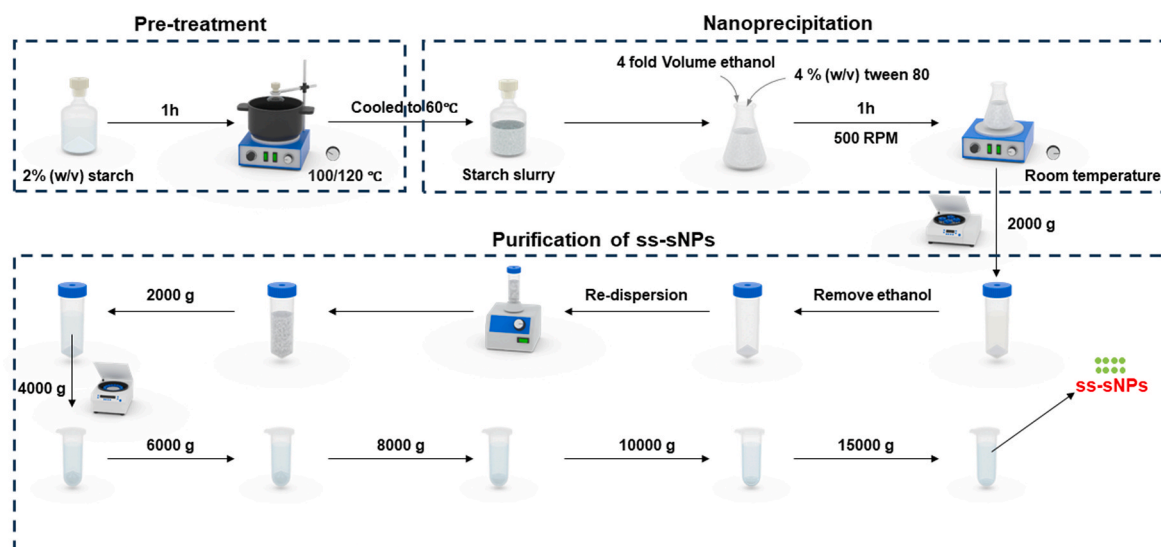 Pre-treatment
Nanoprecipitation
4 fold Volume ethanol
4 % (w/v) tween 80
1h
Cooled to 60℃
1h
500 RPM
2% (w/v) starch
100/120 ℃
Starch slurry
Room temperature
2000 g
Purification of ss-sNPs
2000 g
Re-dispersion
Remove ethanol
4000 g
ss-sNPs
6000 g
8000 g
10000 g
15000 g